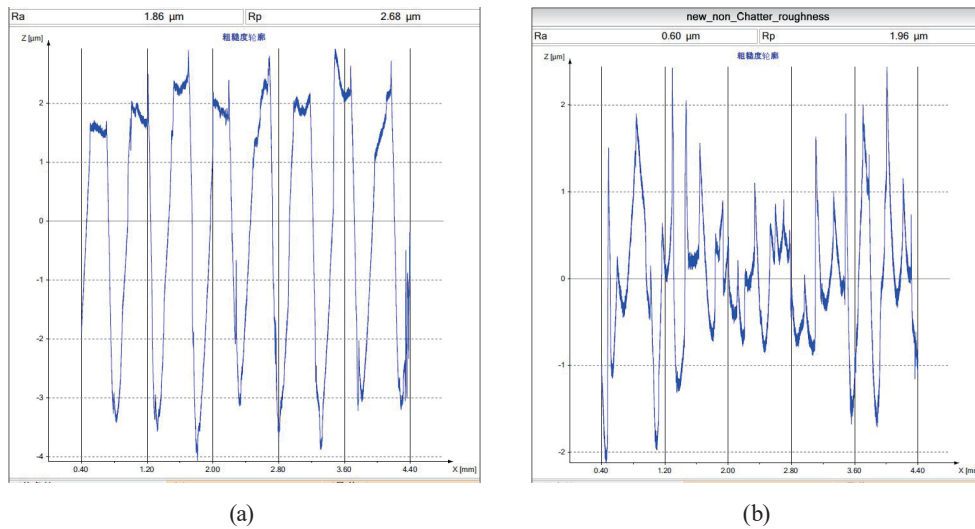 Ra 1.86 µm Rp 2.68 µm
粗糙度轮廓
Z [µm]
2
1
0
-1
-2
-3
-4
0.40 1.20 2.00 2.80 3.60 4.40
X [mm]
(a)
new_non_Chatter_roughness
Ra 0.60 µm Rp 1.96 µm
粗糙度轮廓
Z [µm]
2
1
0
-1
-2
0.40 1.20 2.00 2.80 3.60 4.40
X [mm]
(b)